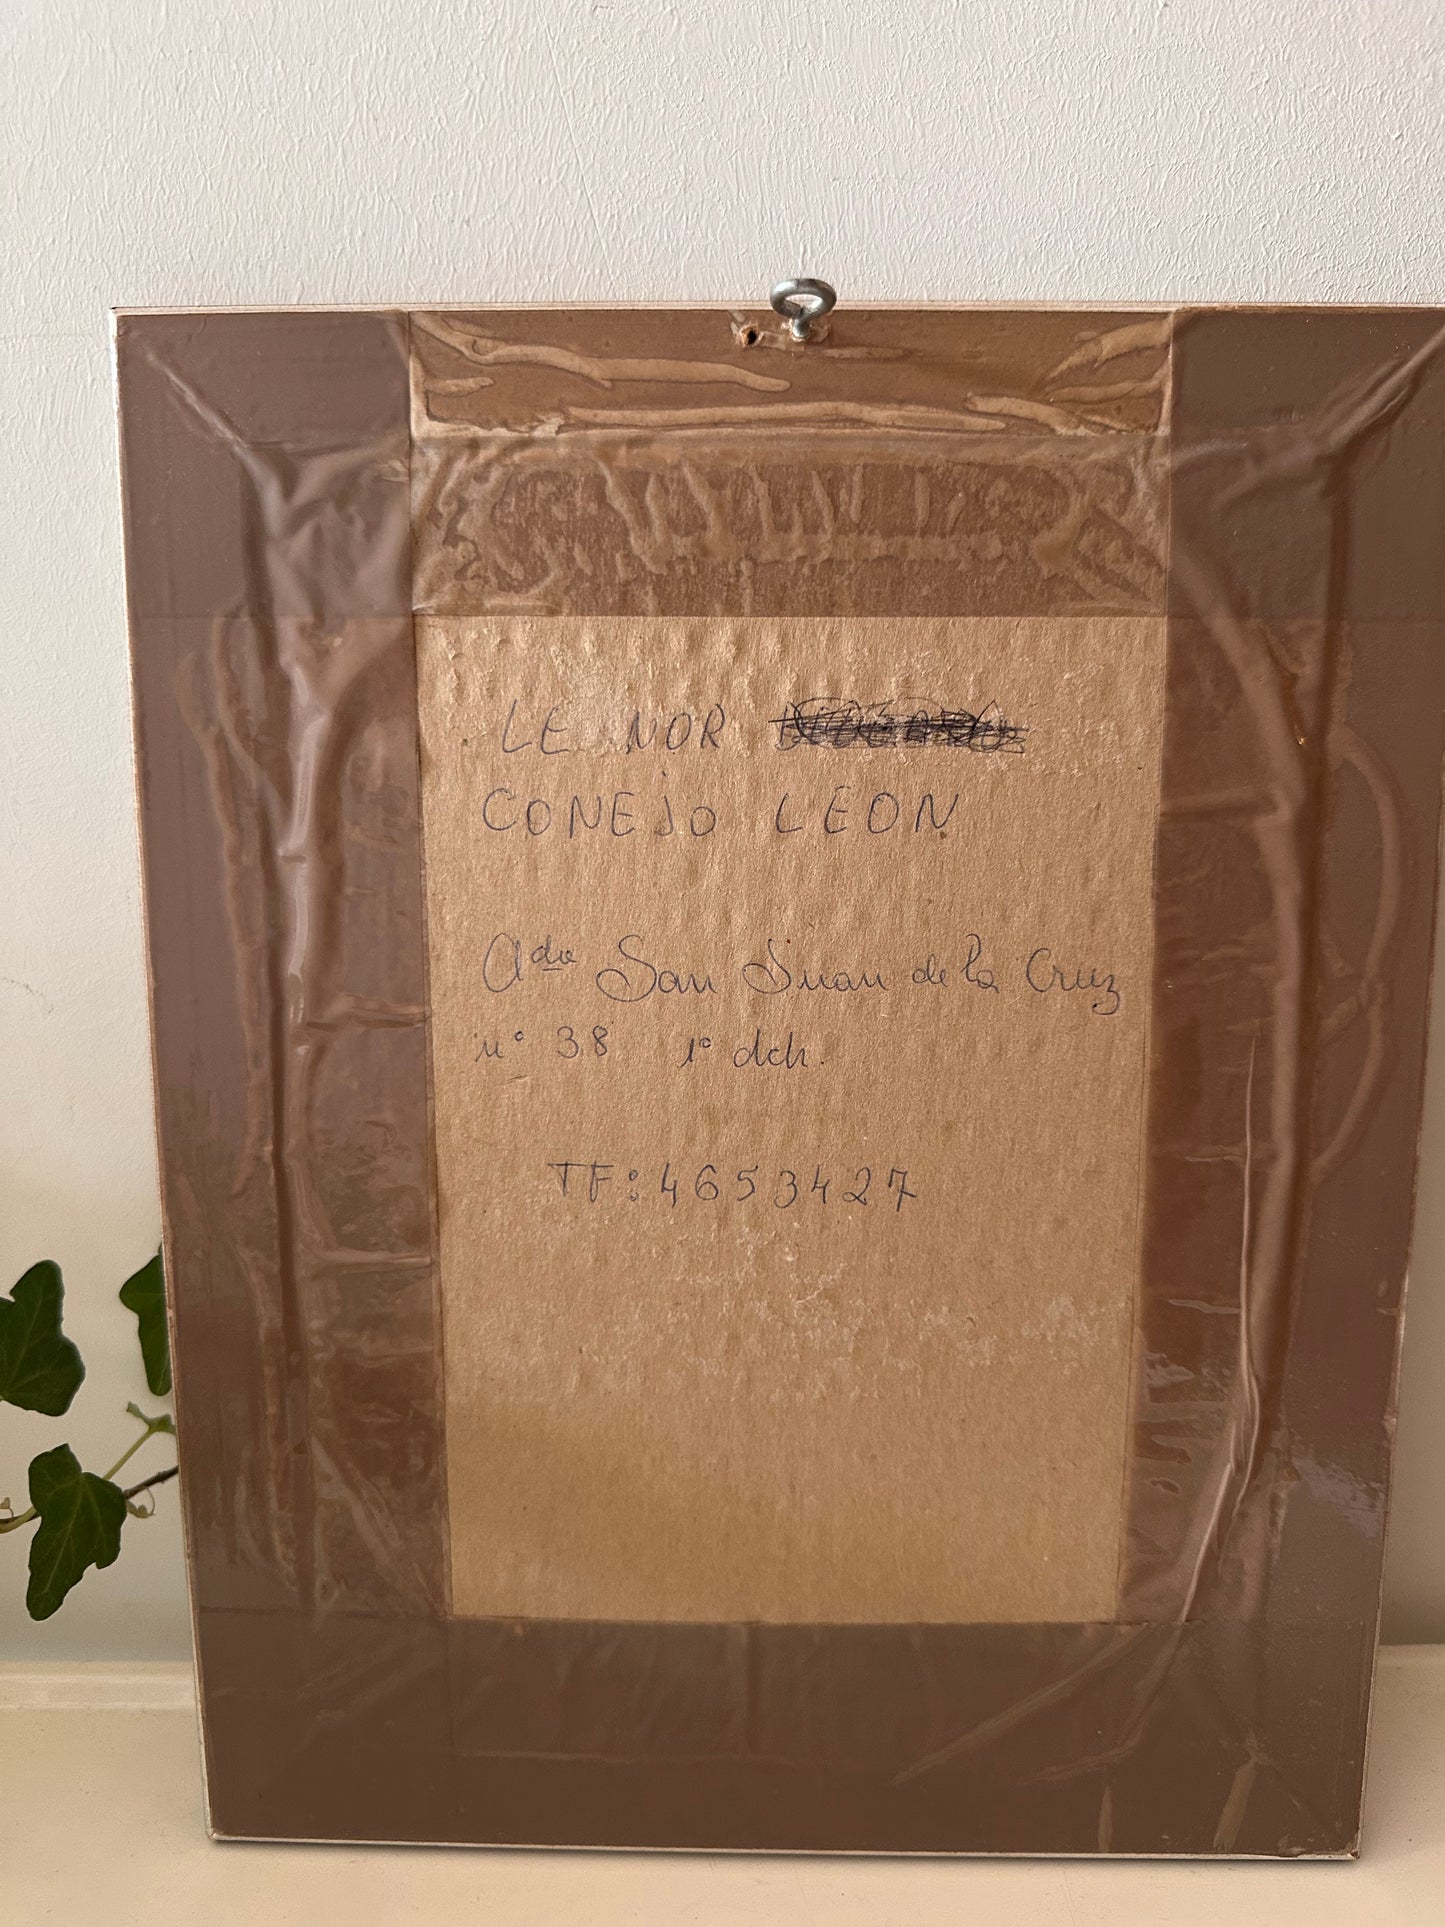 LE NOR
CONEJO LEON
Ada San Juan de la Cruz
nº 38 1º dch.
TF: 4653427